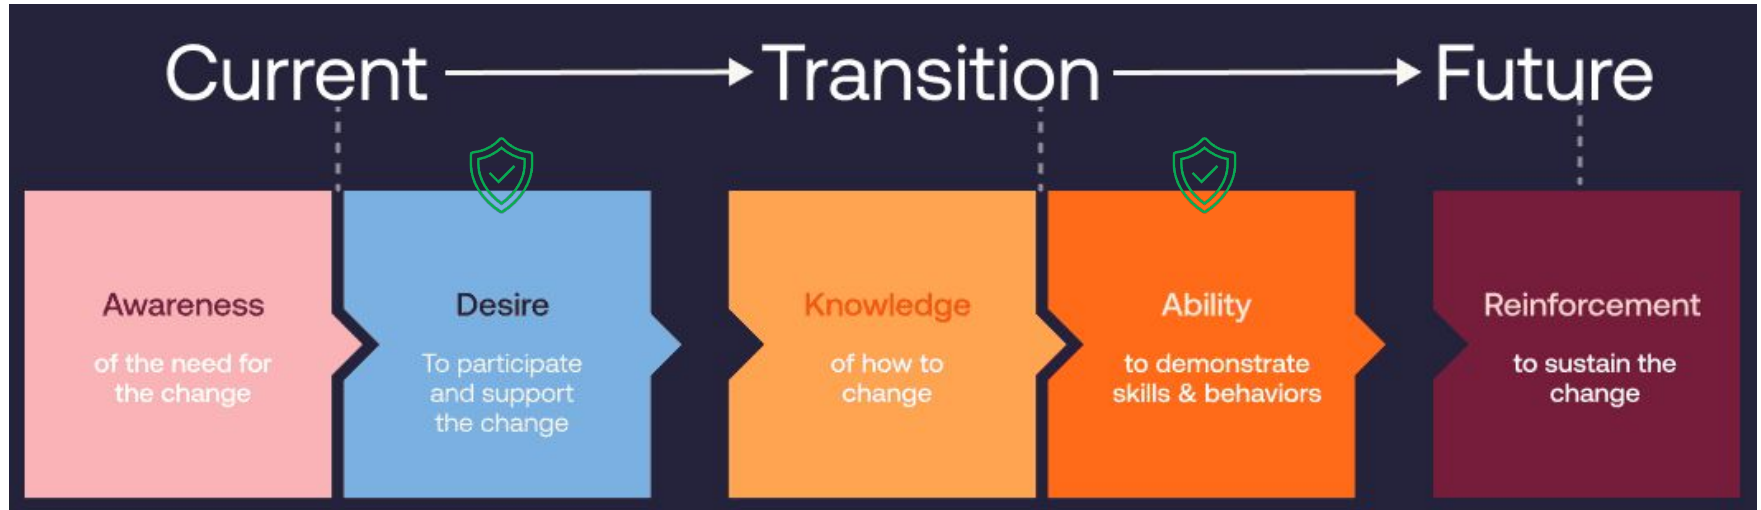 Current
Transition
Future
Awareness
of the need for
the change
Desire
To participate
and support
the change
Knowledge
of how to
change
Ability
to demonstrate
skills & behaviors
Reinforcement
to sustain the
change